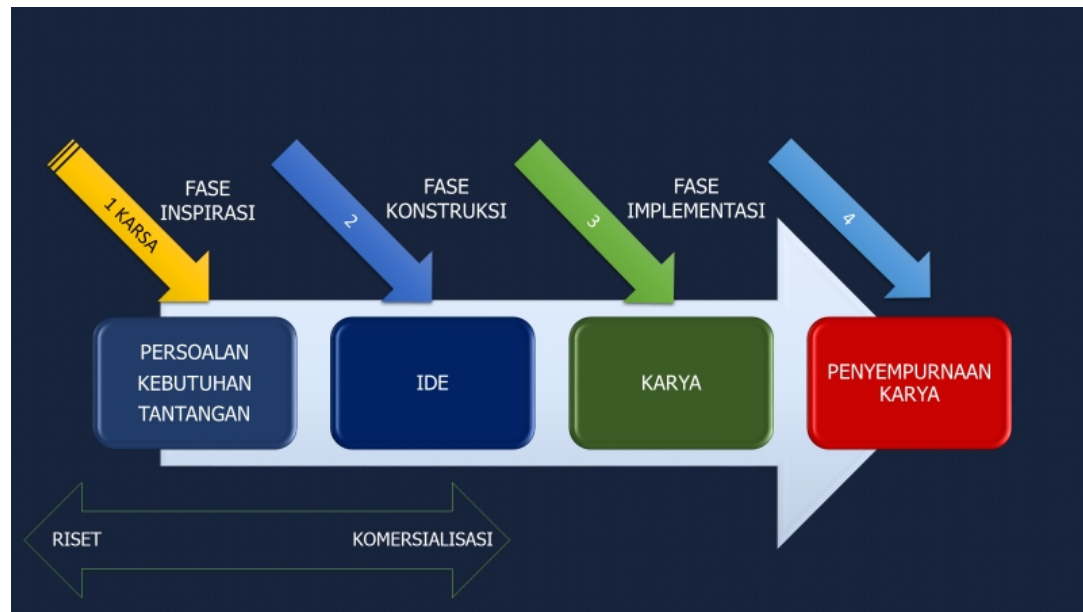 1 KARSA
FASE
INSPIRASI
2
FASE
KONSTRUKSI
3
FASE
IMPLEMENTASI
4
PERSOALAN
KEBUTUHAN
TANTANGAN
IDE
KARYA
PENYEMPURNAAN
KARYA
RISET
KOMERSIALISASI